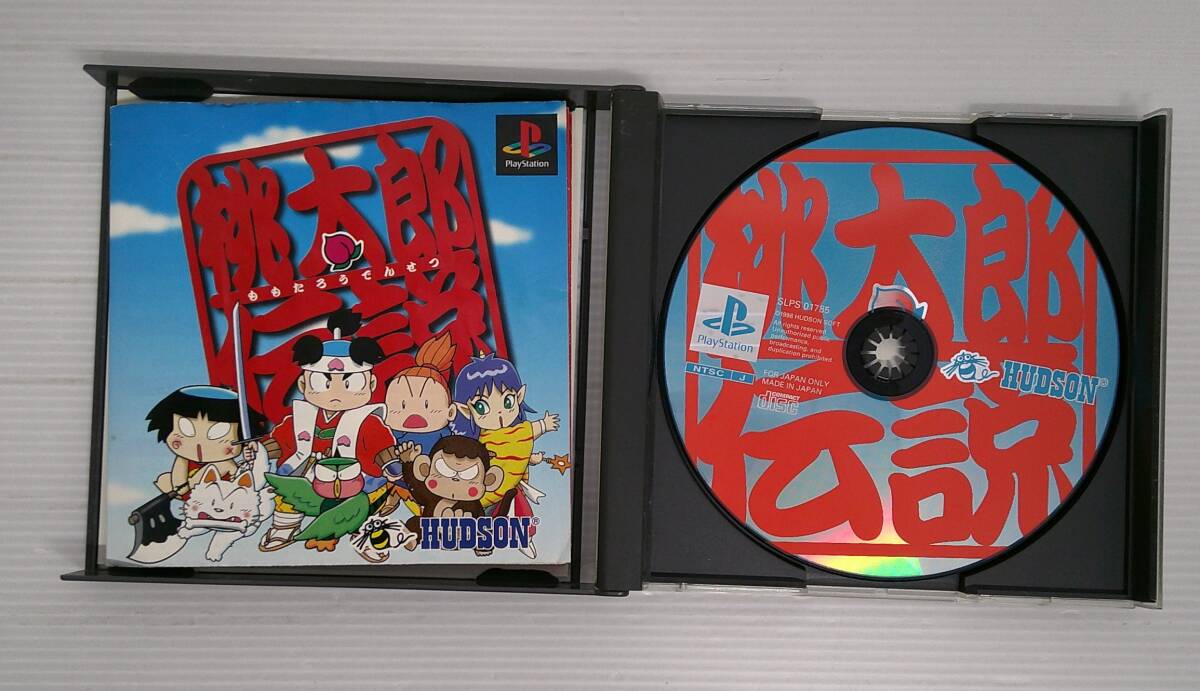 桃太郎
ももたろうでんせつ
伝説
PlayStation
HUDSON®
桃太郎
伝説
PlayStation
NTSC J
SLPS 01785
©1998 HUDSON SOFT
All rights reserved
Unauthorized public
performance,
broadcasting, and
duplication prohibited.
FOR JAPAN ONLY
MADE IN JAPAN
COMPACT
DISC
HUDSON®